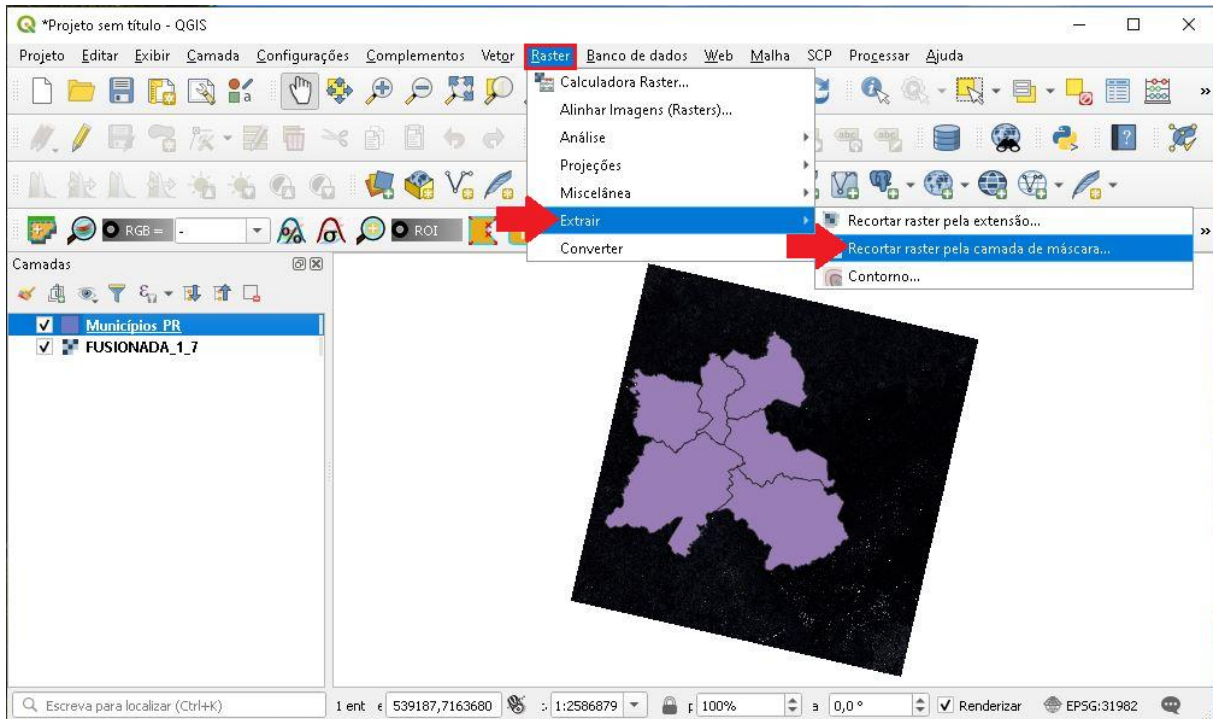 *Projeto sem título - QGIS
Projeto Editar Exibir Camada Configurações Complementos Vetor Raster Banco de dados Web Malha SCP Processar Ajuda
Calculadora Raster...
Alinhar Imagens (Rasters)...
Análise
Projeções
Miscelânea
Extrair
Converter
Recortar raster pela extensão...
Recortar raster pela camada de máscara...
Contorno...
RGB = -
ROI
Camadas
Municípios PR
FUSIONADA_1_7
Escreva para localizar (Ctrl+K)
1 ent
539187,7163680
1:2586879
100%
0,0 °
Renderizar
EPSG:31982